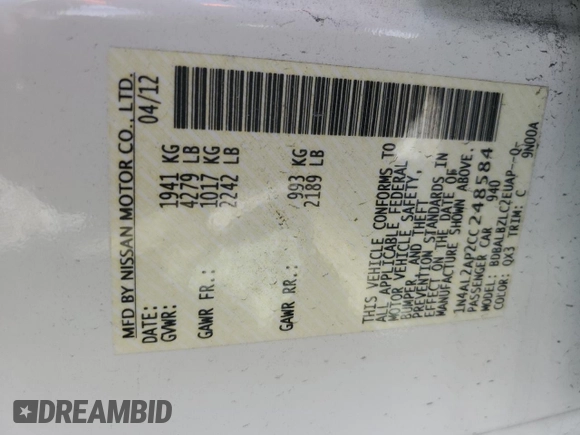 MFD BY NISSAN MOTOR CO., LTD.
DATE: 04/12
GVWR: 1941 KG
4279 LB
GAWR FR.: 1017 KG
2242 LB
GAWR RR.: 993 KG
2189 LB
THIS VEHICLE CONFORMS TO
ALL APPLICABLE FEDERAL
MOTOR VEHICLE SAFETY,
BUMPER, AND THEFT
PREVENTION STANDARDS IN
EFFECT ON THE DATE OF
MANUFACTURE SHOWN ABOVE.
1N4AL2AP2CC248584
PASSENGER CAR 940
MODEL: BDBALBZLC2EUAP--Q-
COLOR: QX3 TRIM: C 9N00A
DREAMBID